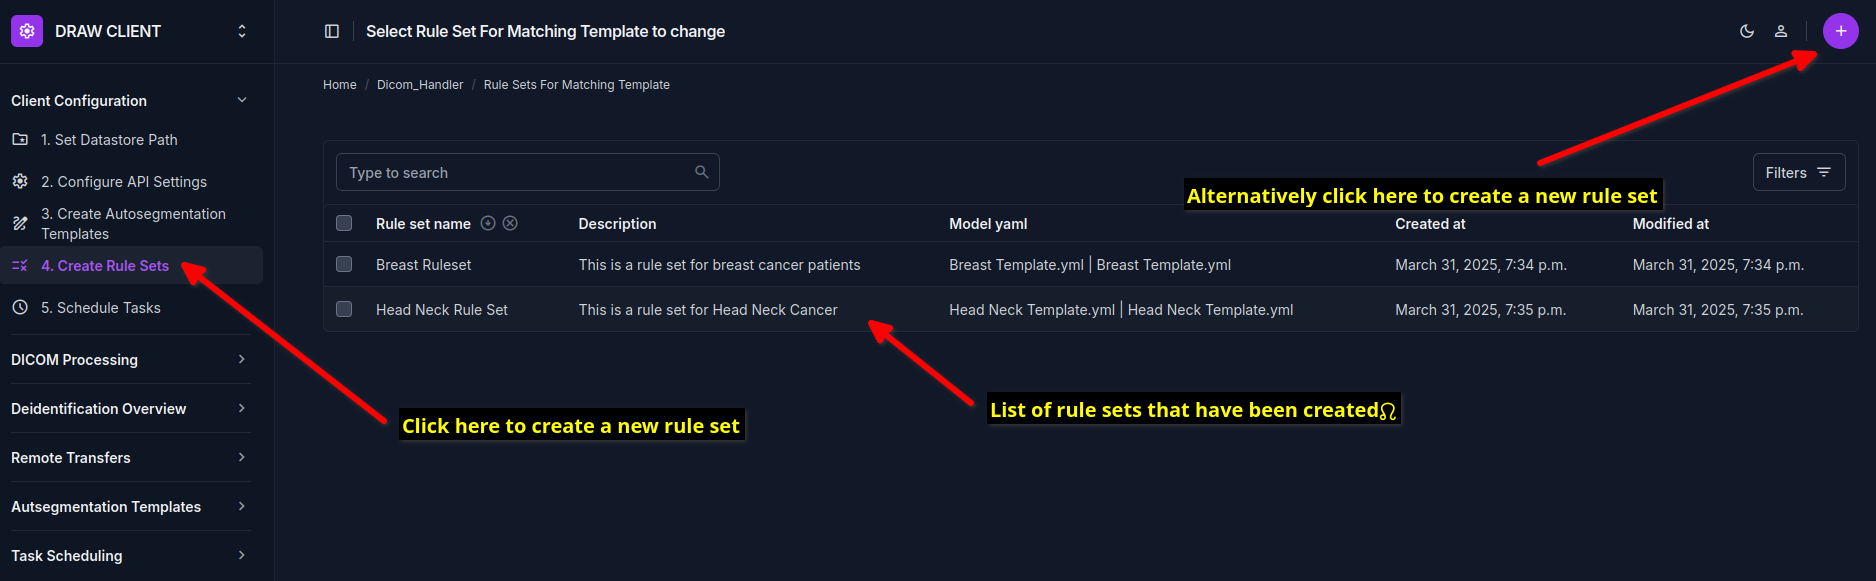 DRAW CLIENT
Select Rule Set For Matching Template to change
+
Home / Dicom_Handler / Rule Sets For Matching Template
Client Configuration
1. Set Datastore Path
2. Configure API Settings
3. Create Autosegmentation
Templates
4. Create Rule Sets
5. Schedule Tasks
DICOM Processing
Deidentification Overview
Remote Transfers
Autsegmentation Templates
Task Scheduling
Type to search
Filters
Alternatively click here to create a new rule set
Rule set name Description Model yaml Created at Modified at
Breast Ruleset This is a rule set for breast cancer patients Breast Template.yml | Breast Template.yml March 31, 2025, 7:34 p.m. March 31, 2025, 7:34 p.m.
Head Neck Rule Set This is a rule set for Head Neck Cancer Head Neck Template.yml | Head Neck Template.yml March 31, 2025, 7:35 p.m. March 31, 2025, 7:35 p.m.
List of rule sets that have been created♌
Click here to create a new rule set